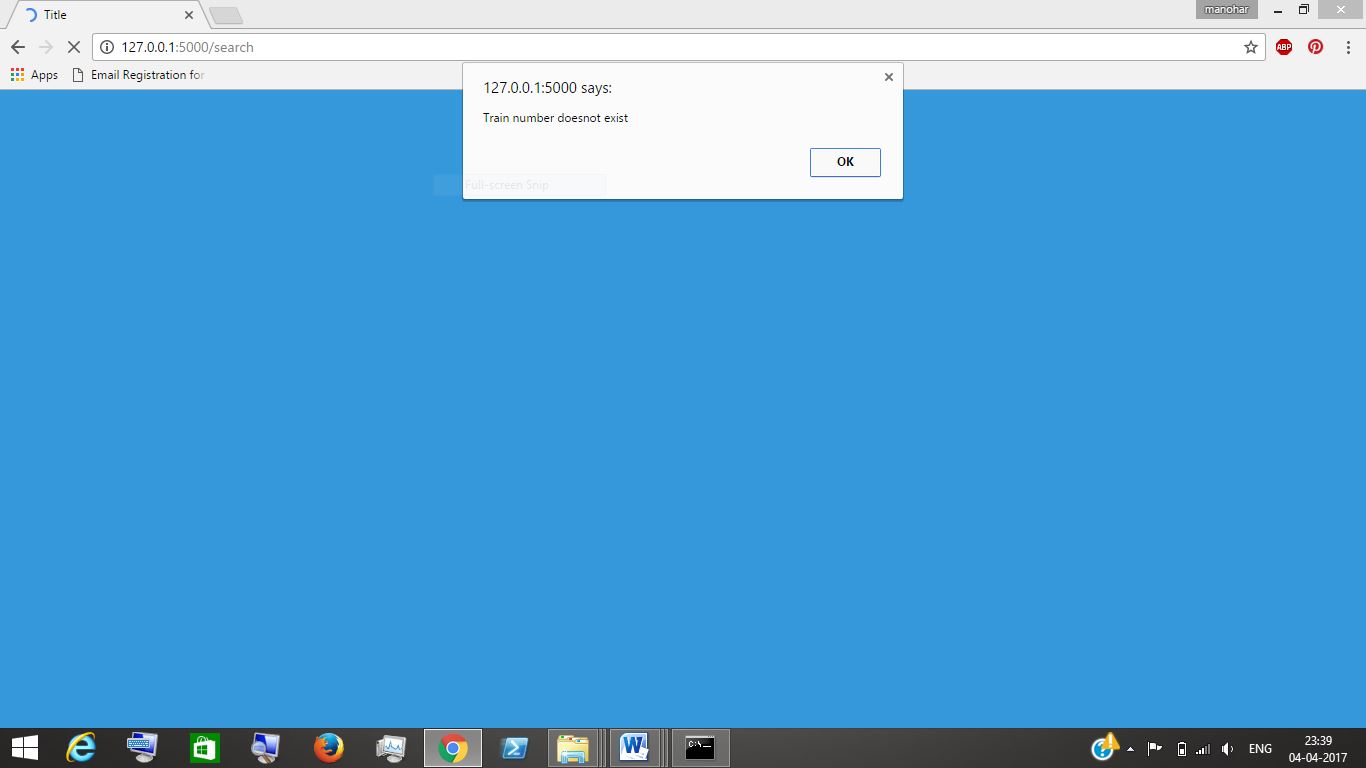 Title
manohar
127.0.0.1:5000/search
ABP
Apps
Email Registration for
127.0.0.1:5000 says:
Train number doesnot exist
OK
Full-screen Snip
C:\_
ENG
23:39
04-04-2017